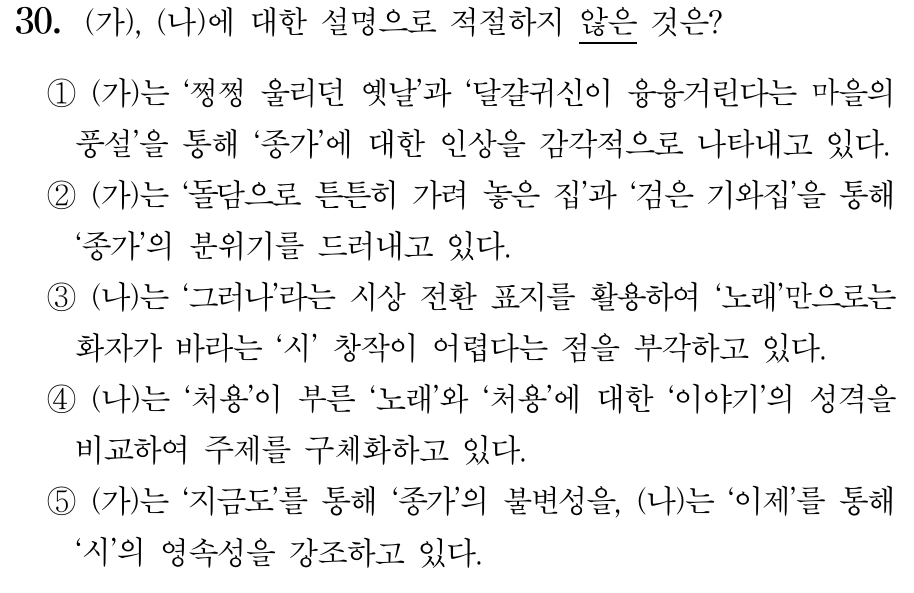 30. (가), (나)에 대한 설명으로 적절하지 않은 것은?
① (가)는 ‘쩡쩡 울리던 옛날’과 ‘달걀귀신이 융융거린다는 마을의
풍설’을 통해 ‘종가’에 대한 인상을 감각적으로 나타내고 있다.
② (가)는 ‘돌담으로 튼튼히 가려 놓은 집’과 ‘검은 기와집’을 통해
‘종가’의 분위기를 드러내고 있다.
③ (나)는 ‘그러나’라는 시상 전환 표지를 활용하여 ‘노래’만으로는
화자가 바라는 ‘시’ 창작이 어렵다는 점을 부각하고 있다.
④ (나)는 ‘처용’이 부른 ‘노래’와 ‘처용’에 대한 ‘이야기’의 성격을
비교하여 주제를 구체화하고 있다.
⑤ (가)는 ‘지금도’를 통해 ‘종가’의 불변성을, (나)는 ‘이제’를 통해
‘시’의 영속성을 강조하고 있다.